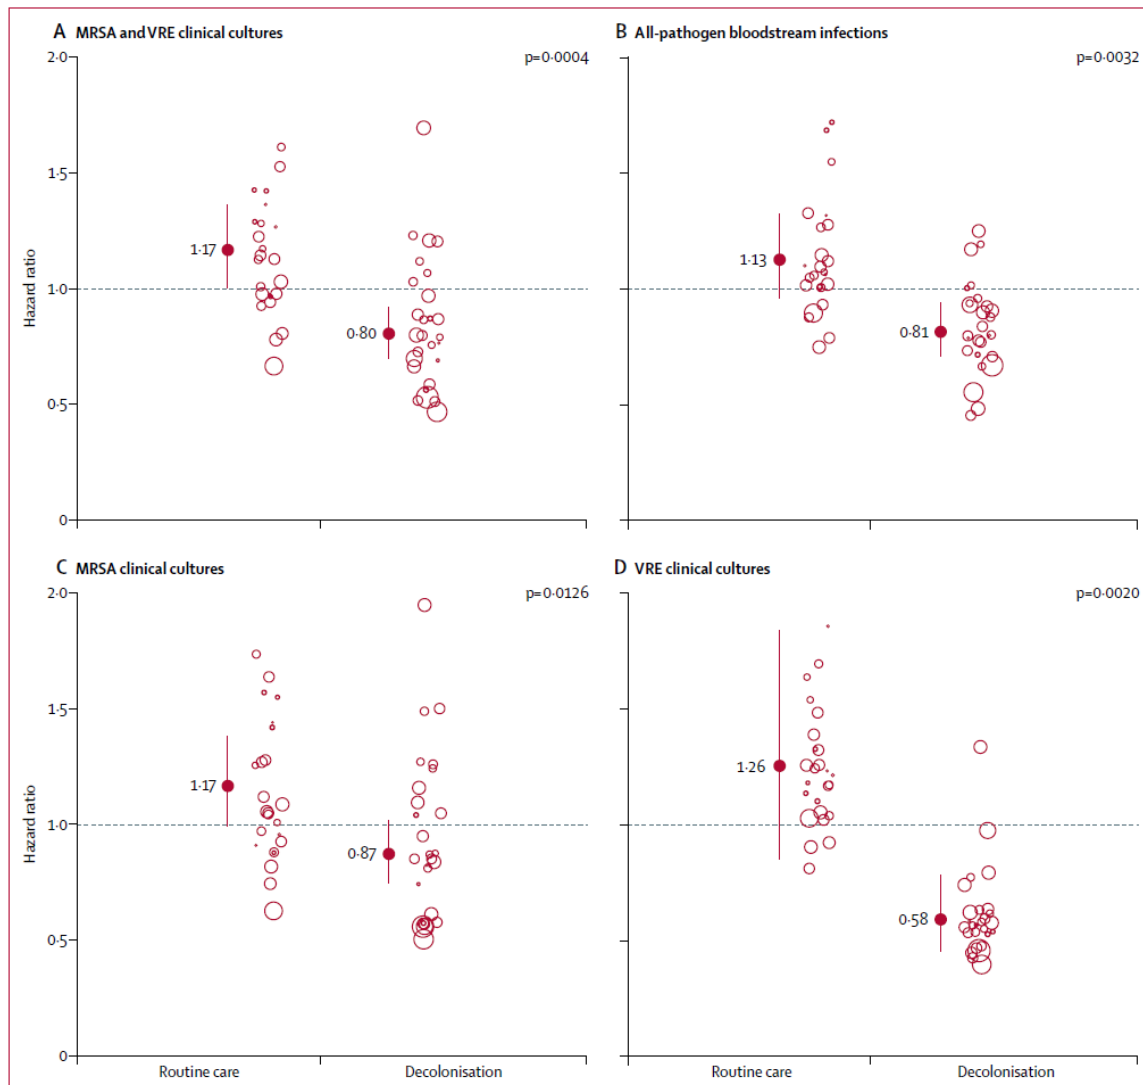 A MRSA and VRE clinical cultures
p=0·0004
2·0
1·5
1·0
0·5
0
Hazard ratio
1·17
0·80
B All-pathogen bloodstream infections
p=0·0032
1·13
0·81
C MRSA clinical cultures
p=0·0126
2·0
1·5
1·0
0·5
0
Hazard ratio
1·17
0·87
Routine care
Decolonisation
D VRE clinical cultures
p=0·0020
1·26
0·58
Routine care
Decolonisation